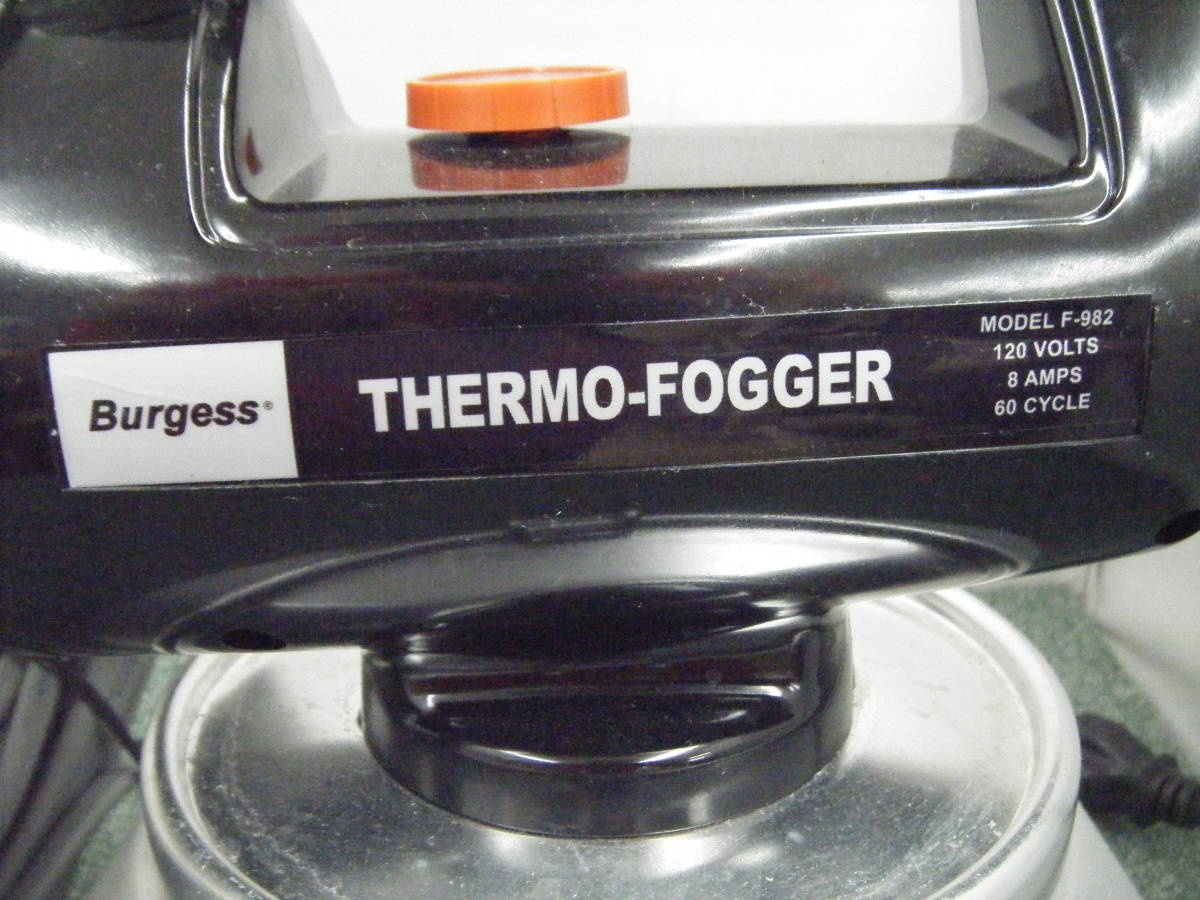 Burgess®
THERMO-FOGGER
MODEL F-982
120 VOLTS
8 AMPS
60 CYCLE